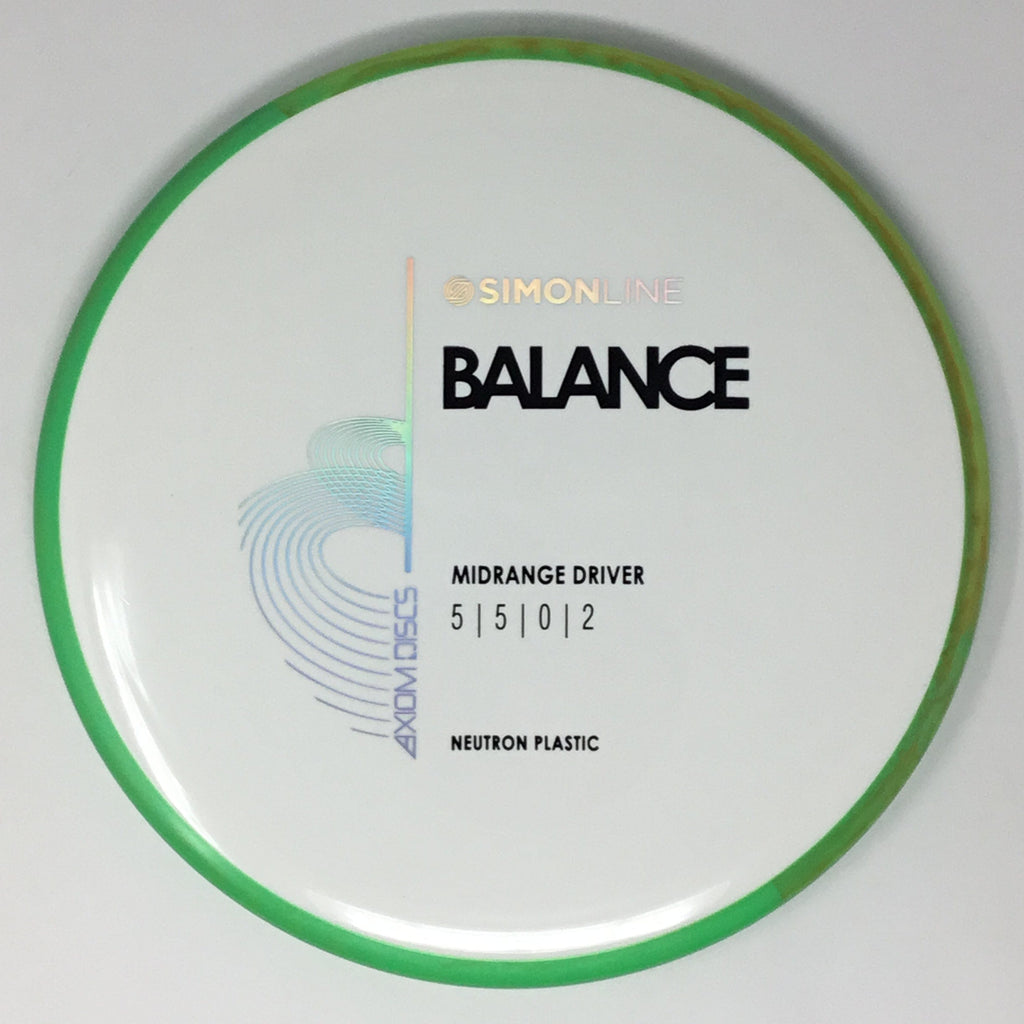 SIMONLINE
BALANCE
MIDRANGE DRIVER
5 | 5 | 0 | 2
NEUTRON PLASTIC
AXIOM DISCS